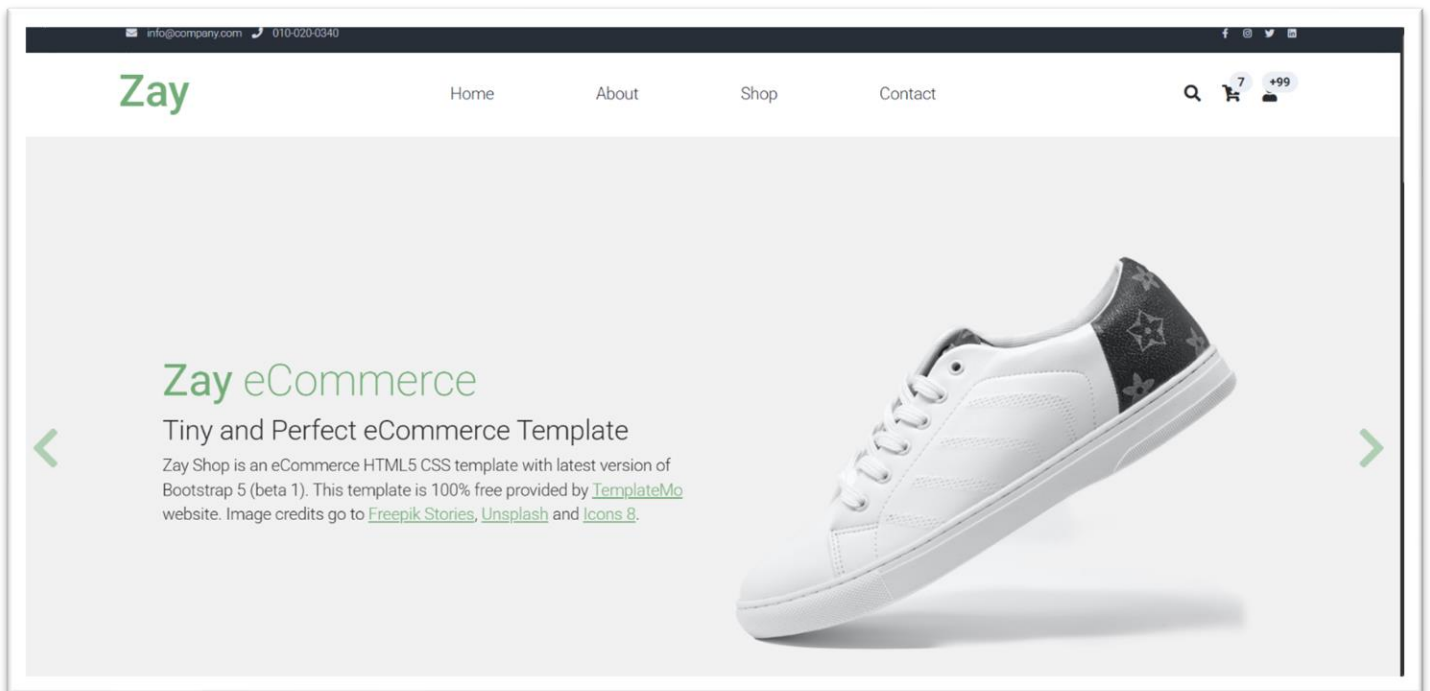 info@company.com 010-020-0340
Zay
Home About Shop Contact
7 +99
Zay eCommerce
Tiny and Perfect eCommerce Template
Zay Shop is an eCommerce HTML5 CSS template with latest version of
Bootstrap 5 (beta 1). This template is 100% free provided by TemplateMo
website. Image credits go to Freepik Stories, Unsplash and Icons 8.